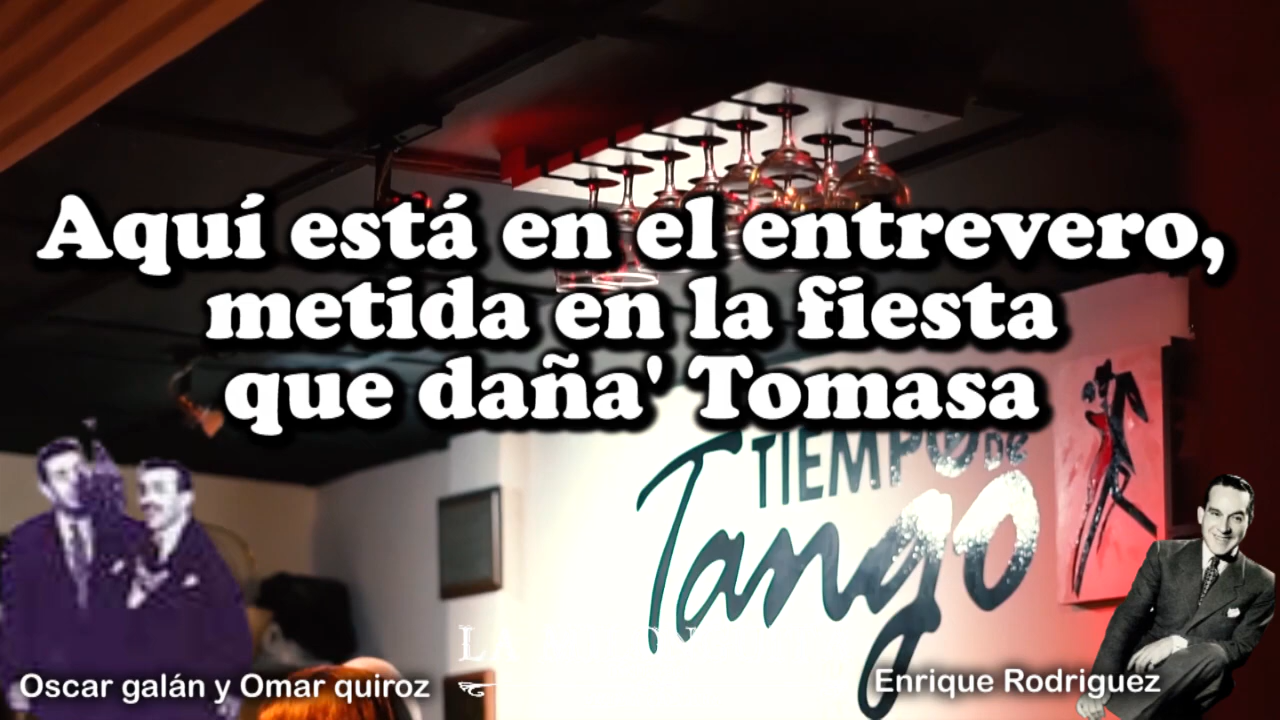 Aquí está en el entrevero,
metida en la fiesta
que daña' Tomasa
TIEMPO DE
Tango
Oscar galán y Omar quiroz
Enrique Rodriguez